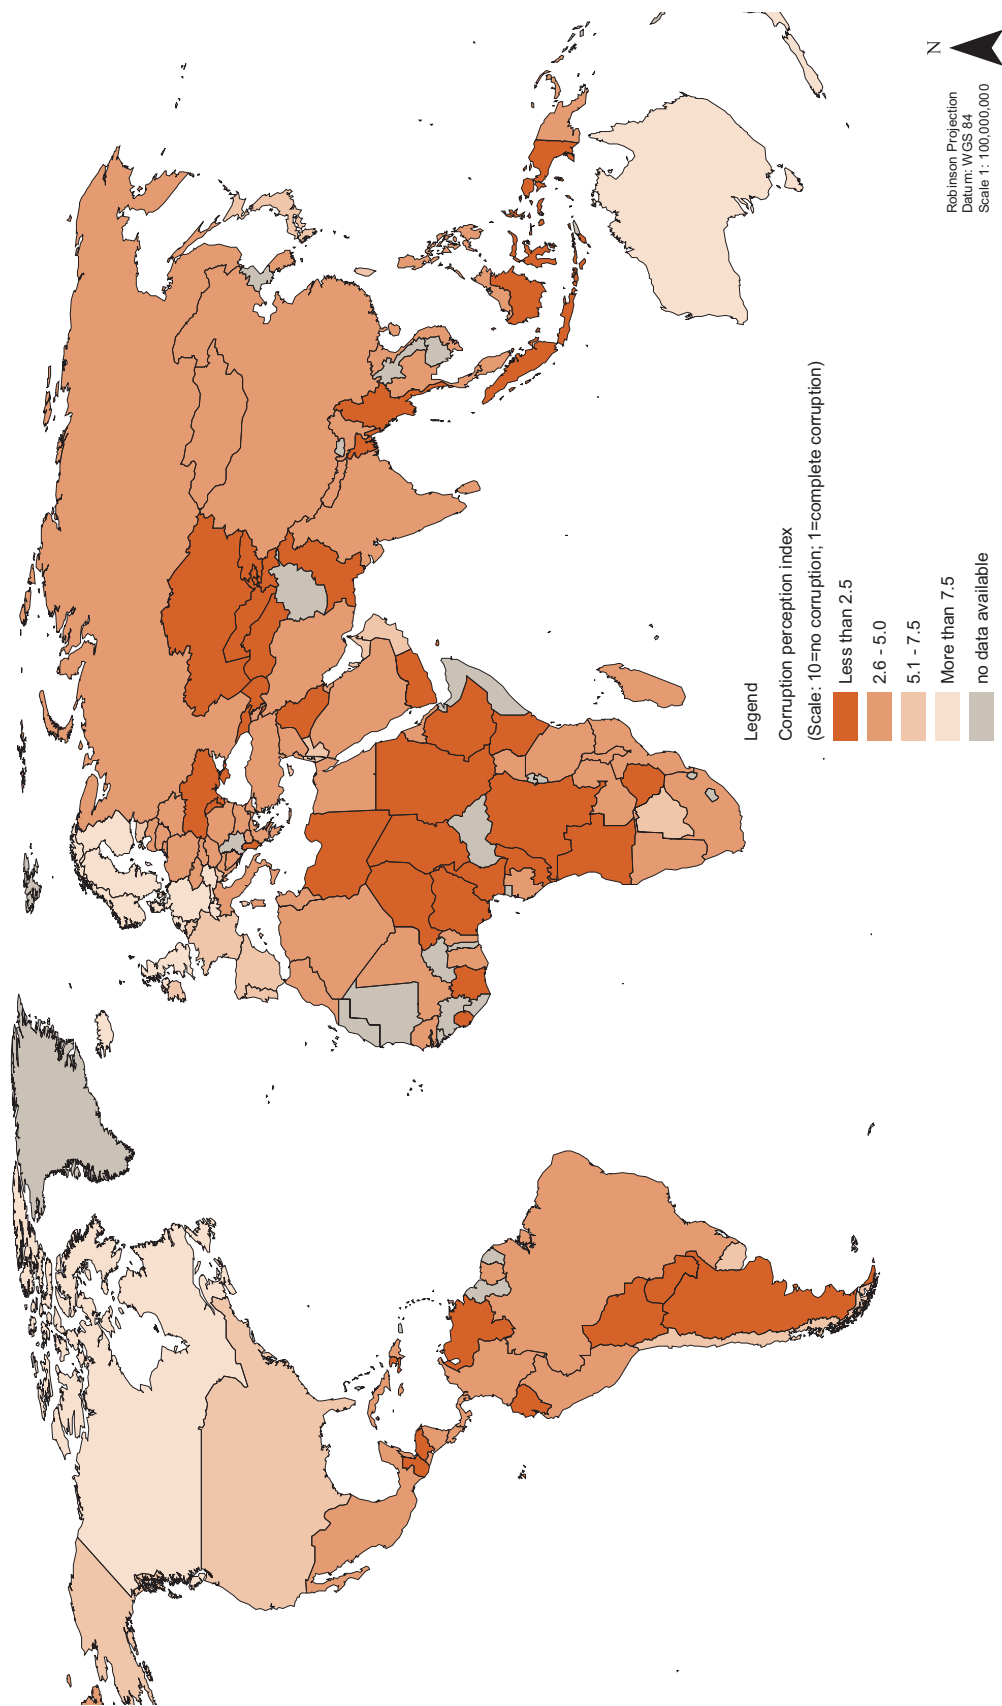 N
Robinson Projection
Datum: WGS 84
Scale 1: 100,000,000
Legend
Corruption perception index
(Scale: 10=no corruption; 1=complete corruption)
Less than 2.5
2.6 - 5.0
5.1 - 7.5
More than 7.5
no data available